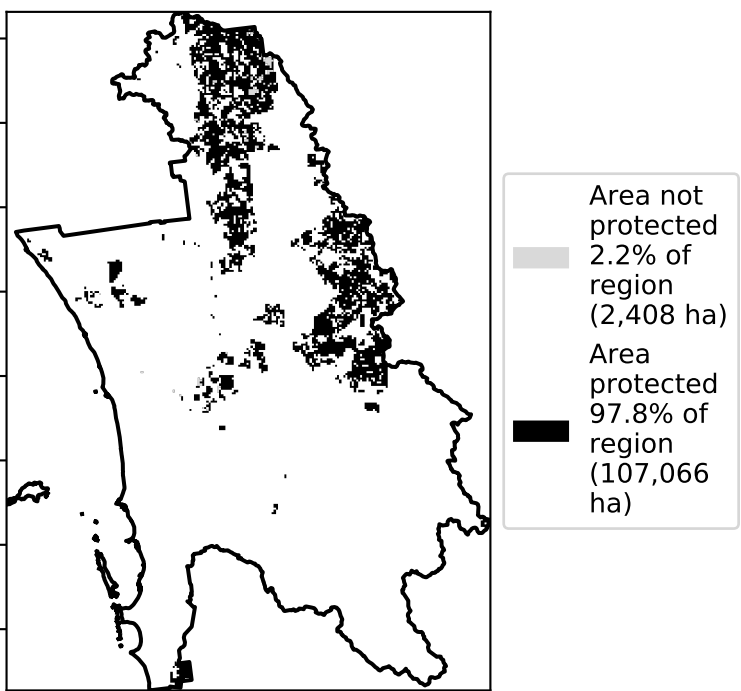 Area not
protected
2.2% of
region
(2,408 ha)
Area
protected
97.8% of
region
(107,066
ha)